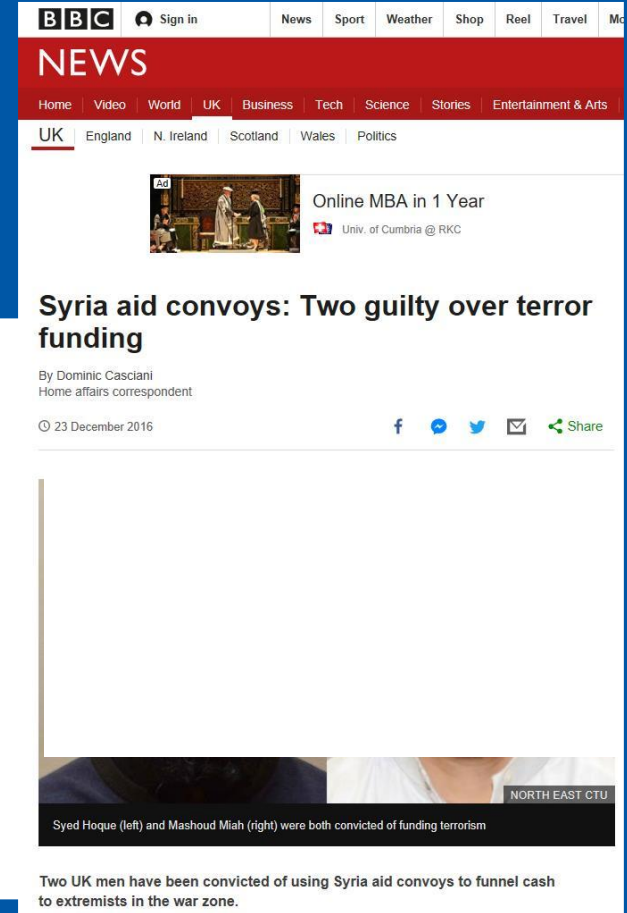 BBC Sign in News Sport Weather Shop Reel Travel
NEWS
Home Video World UK Business Tech Science Stories Entertainment & Arts
UK England N. Ireland Scotland Wales Politics
Ad
Online MBA in 1 Year
Univ. of Cumbria @ RKC
Syria aid convoys: Two guilty over terror
funding
By Dominic Casciani
Home affairs correspondent
23 December 2016
Share
NORTH EAST CTU
Syed Hoque (left) and Mashoud Miah (right) were both convicted of funding terrorism
Two UK men have been convicted of using Syria aid convoys to funnel cash
to extremists in the war zone.